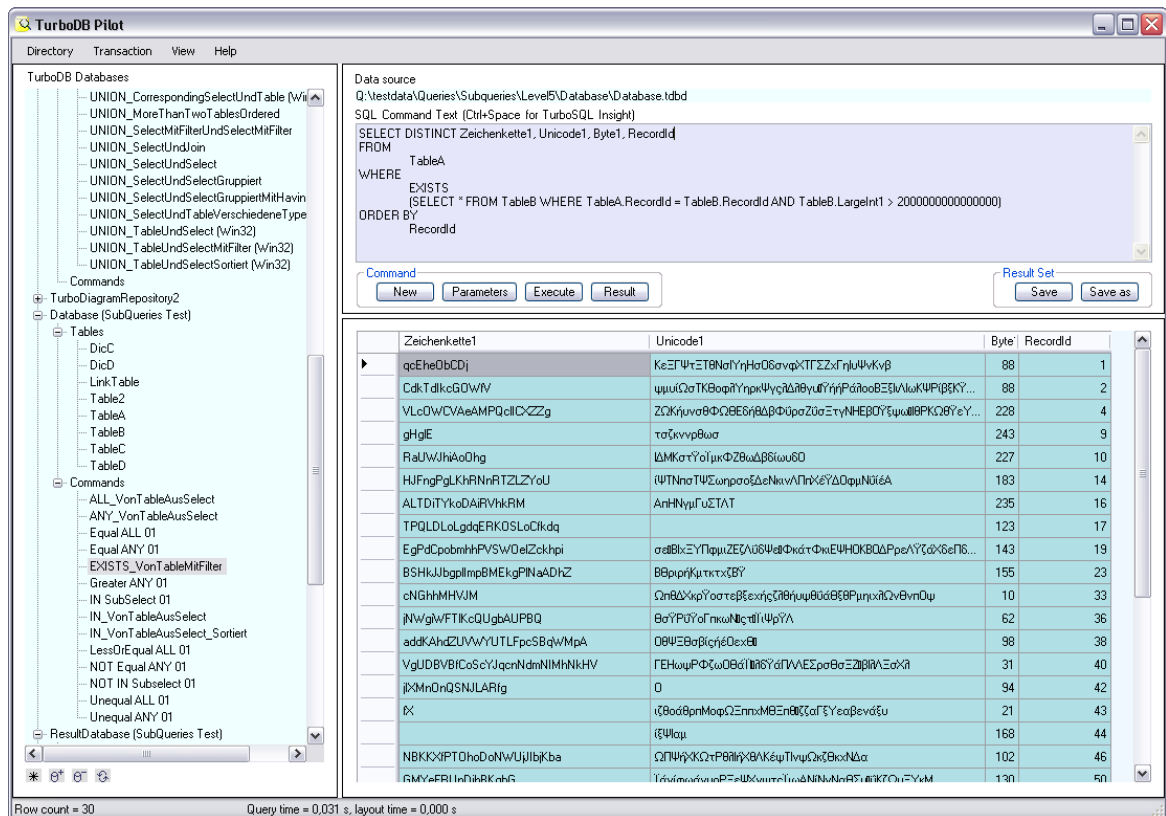 TurboDB Pilot
Directory Transaction View Help
TurboDB Databases
UNION_CorrespondingSelectUndTable (Wi
UNION_MoreThanTwoTablesOrdered
UNION_SelectMitFilterUndSelectMitFilter
UNION_SelectUndJoin
UNION_SelectUndSelect
UNION_SelectUndSelectGruppiert
UNION_SelectUndSelectGruppiertMitHavin
UNION_SelectUndTableVerschiedeneType
UNION_TableUndSelect (Win32)
UNION_TableUndSelectMitFilter (Win32)
UNION_TableUndSelectSortiert (Win32)
Commands
TurboDiagramRepository2
Database (SubQueries Test)
Tables
DicC
DicD
LinkTable
Table2
TableA
TableB
TableC
TableD
Commands
ALL_VonTableAusSelect
ANY_VonTableAusSelect
Equal ALL 01
Equal ANY 01
EXISTS_VonTableMitFilter
Greater ANY 01
IN SubSelect 01
IN_VonTableAusSelect
IN_VonTableAusSelect_Sortiert
LessOrEqual ALL 01
NOT Equal ANY 01
NOT IN Subselect 01
Unequal ALL 01
Unequal ANY 01
ResultDatabase (SubQueries Test)
Data source
Q:\testdata\Queries\Subqueries\Level5\Database\Database.tdbd
SQL Command Text (Ctrl+Space for TurboSQL Insight)
SELECT DISTINCT Zeichenkette1, Unicode1, Byte1, RecordId
FROM
TableA
WHERE
EXISTS
(SELECT * FROM TableB WHERE TableA.RecordId = TableB.RecordId AND TableB.LargeInt1 > 2000000000000000)
ORDER BY
RecordId
Command
New Parameters Execute Result
Result Set
Save Save as
Zeichenkette1 Unicode1 Byte RecordId
qcEheObCDj 88 1
CdkTdlkcGOWfV 88 2
VLcOWCVAeAMPQcllCXZZg 228 4
gHglE τσζκννρθωσ 243 9
RaUWJhiAoOhg 227 10
HJFngPgLKhRNnRTZLZYoU 183 14
ALTDiTYkoDAiRVhkRM ΑπΗΝγμΓυΣΤΛΤ 235 16
TPQLDLoLgdqERKOSLoCfkdq 123 17
EgPdCpobmhhPVSWOelZckhpi 143 19
BSHkJJbgpllmpBMEkgPlNaADhZ 155 23
cNGhhMHVJM 10 33
jNWgiWFTlKcQUgbAUPBQ 62 36
addKAhdZUVWYUTLFpcSBqWMpA 98 38
VgUDBVBfCoScYJqcnNdmNIMhNkHV 31 40
jlXMnOnQSNJLARfg 94 42
fX 21 43
ίξΨΙαμ 168 44
NBKKXfPTOhoDoNWUjJlbjKba 102 46
130 50
Row count = 30 Query time = 0,031 s, layout time = 0,000 s